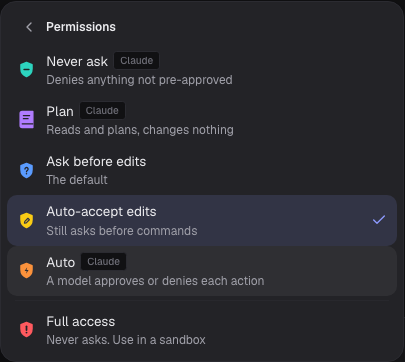 Permissions
Never ask Claude
Denies anything not pre-approved
Plan Claude
Reads and plans, changes nothing
Ask before edits
The default
Auto-accept edits
Still asks before commands
Auto Claude
A model approves or denies each action
Full access
Never asks. Use in a sandbox